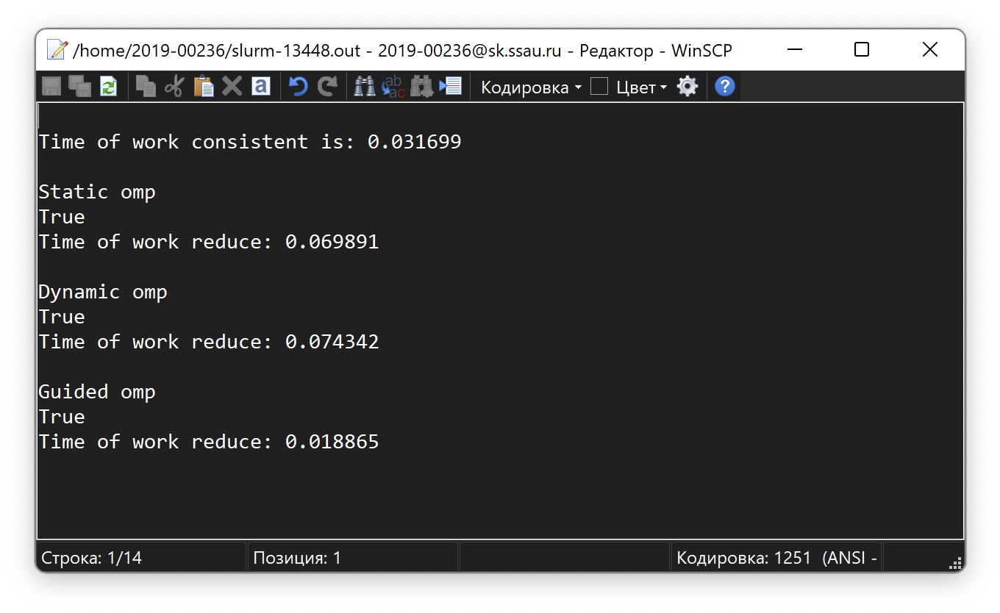 /home/2019-00236/slurm-13448.out - 2019-00236@sk.ssau.ru - Редактор - WinSCP
Кодировка Цвет
Time of work consistent is: 0.031699
Static omp
True
Time of work reduce: 0.069891
Dynamic omp
True
Time of work reduce: 0.074342
Guided omp
True
Time of work reduce: 0.018865
Строка: 1/14 Позиция: 1 Кодировка: 1251 (ANSI -